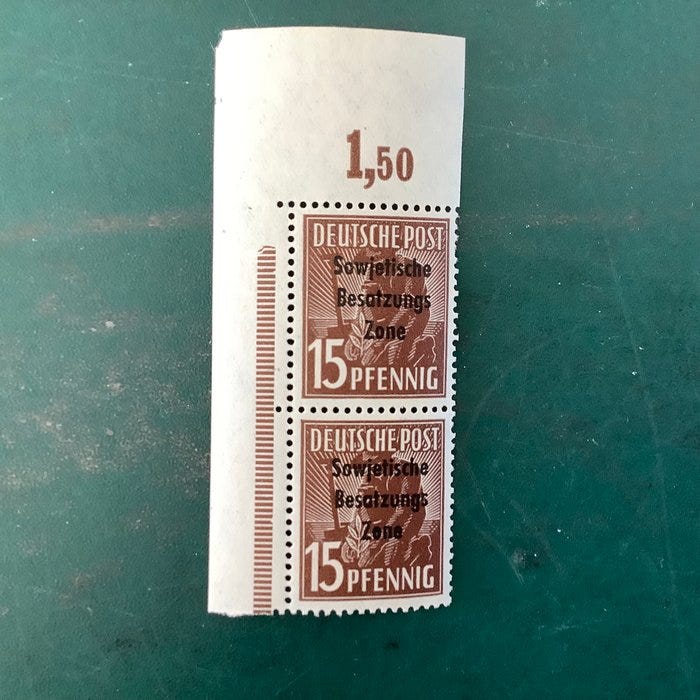 1,50
DEUTSCHE POST
Sowjetische
Besatzungs
Zone
15 PFENNIG
DEUTSCHE POST
Sowjetische
Besatzungs
Zone
15 PFENNIG